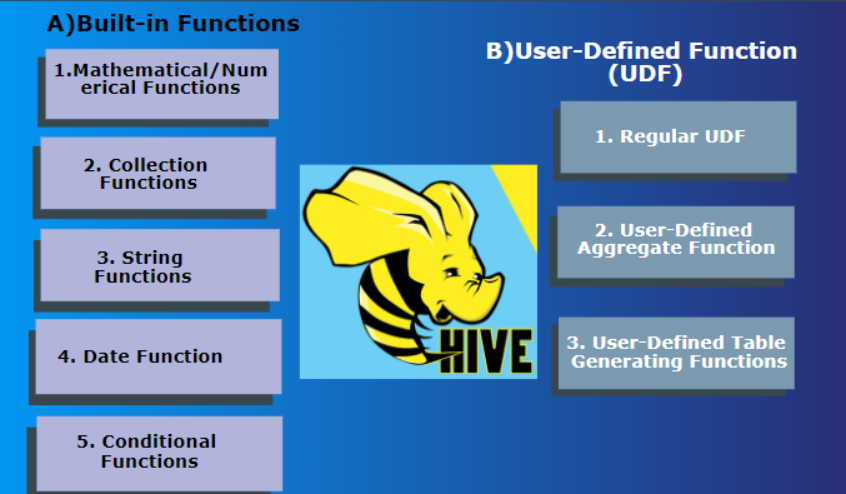 A)Built-in Functions
1.Mathematical/Num
erical Functions
2. Collection
Functions
3. String
Functions
4. Date Function
5. Conditional
Functions
HIVE
B)User-Defined Function
(UDF)
1. Regular UDF
2. User-Defined
Aggregate Function
3. User-Defined Table
Generating Functions